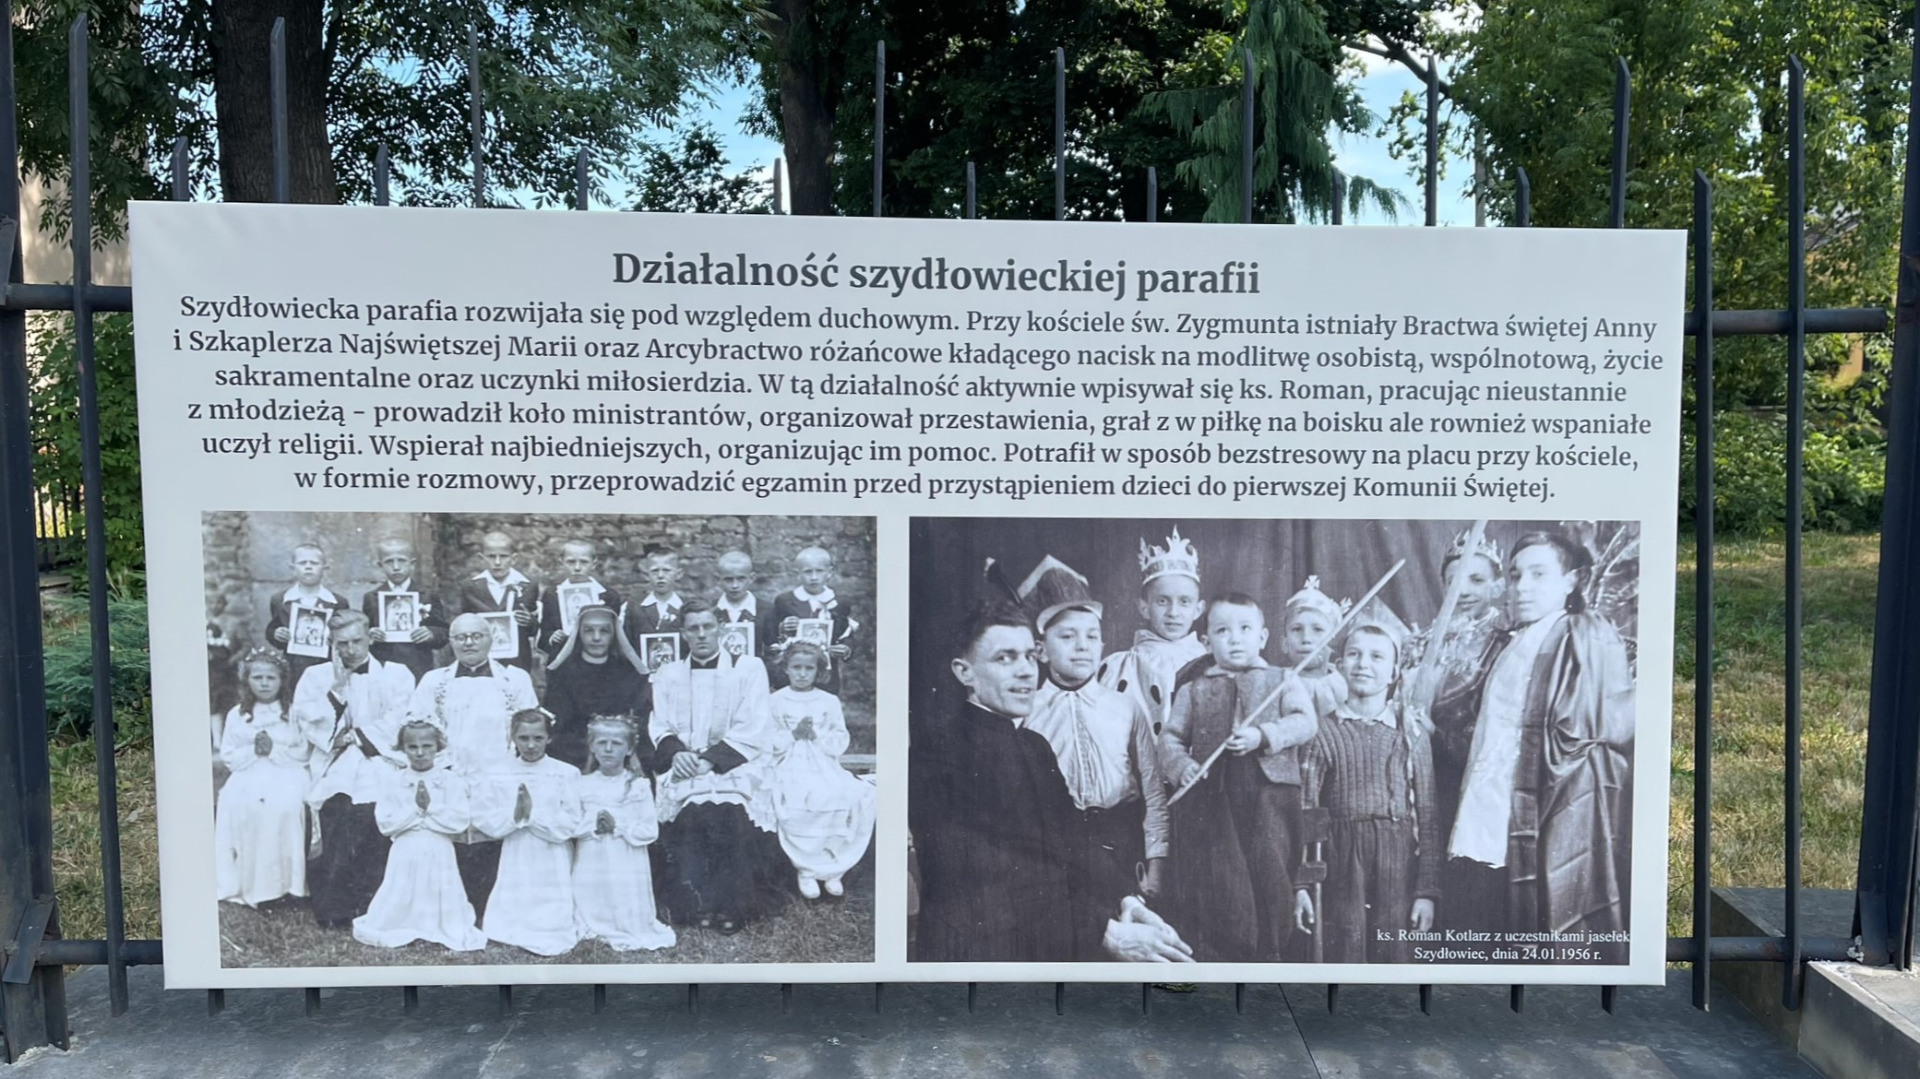 Działalność szydłowieckiej parafii
Szydłowiecka parafia rozwijała się pod względem duchowym. Przy kościele św. Zygmunta istniały Bractwa świętej Anny
i Szkaplerza Najświętszej Marii oraz Arcybractwo różańcowe kładącego nacisk na modlitwę osobistą, wspólnotową, życie
sakramentalne oraz uczynki miłosierdzia. W tą działalność aktywnie wpisywał się ks. Roman, pracując nieustannie
z młodzieżą - prowadził koło ministrantów, organizował przestawienia, grał z w piłkę na boisku ale rownież wspaniałe
uczył religii. Wspierał najbiedniejszych, organizując im pomoc. Potrafił w sposób bezstresowy na placu przy kościele,
w formie rozmowy, przeprowadzić egzamin przed przystąpieniem dzieci do pierwszej Komunii Świętej.
ks. Roman Kotlarz z uczestnikami jasełek
Szydłowiec, dnia 24.01.1956 r.